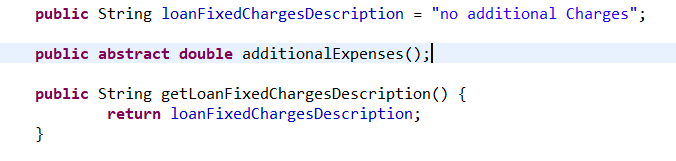 public String loanFixedChargesDescription = "no additional Charges";
public abstract double additionalExpenses();
public String getLoanFixedChargesDescription() {
return loanFixedChargesDescription;
}